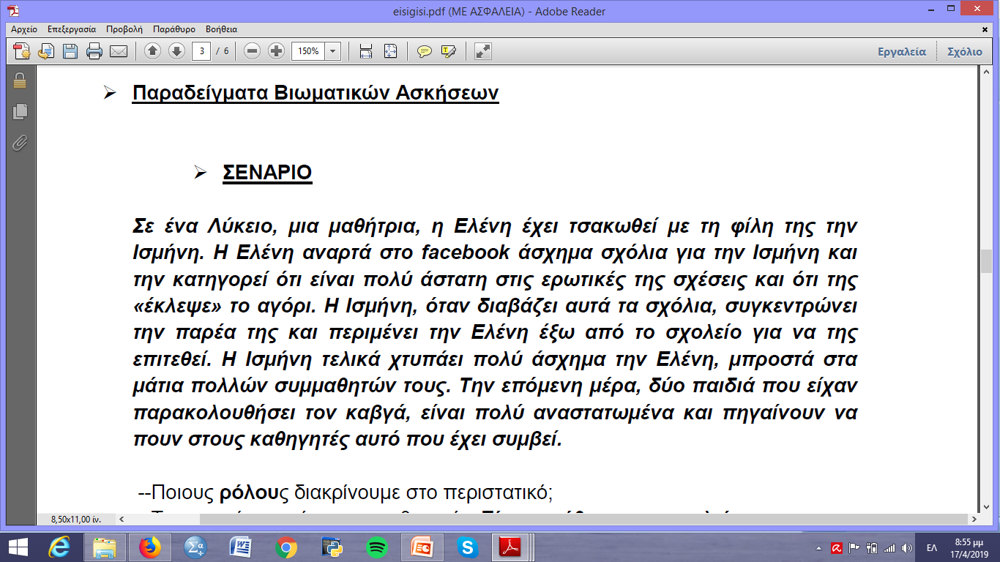 eisigisi.pdf (ΜΕ ΑΣΦΑΛΕΙΑ) - Adobe Reader
Αρχείο Επεξεργασία Προβολή Παράθυρο Βοήθεια
3 / 6 150% Εργαλεία Σχόλιο
Παραδείγματα Βιωματικών Ασκήσεων
ΣΕΝΑΡΙΟ
Σε ένα Λύκειο, μια μαθήτρια, η Ελένη έχει τσακωθεί με τη φίλη της την
Ισμήνη. Η Ελένη αναρτά στο facebook άσχημα σχόλια για την Ισμήνη και
την κατηγορεί ότι είναι πολύ άστατη στις ερωτικές της σχέσεις και ότι της
«έκλεψε» το αγόρι. Η Ισμήνη, όταν διαβάζει αυτά τα σχόλια, συγκεντρώνει
την παρέα της και περιμένει την Ελένη έξω από το σχολείο για να της
επιτεθεί. Η Ισμήνη τελικά χτυπάει πολύ άσχημα την Ελένη, μπροστά στα
μάτια πολλών συμμαθητών τους. Την επόμενη μέρα, δύο παιδιά που είχαν
παρακολουθήσει τον καβγά, είναι πολύ αναστατωμένα και πηγαίνουν να
πουν στους καθηγητές αυτό που έχει συμβεί.
--Ποιους ρόλους διακρίνουμε στο περιστατικό;
8,50x11,00 ίν.
ΕΛ 8:55 μμ
17/4/2019